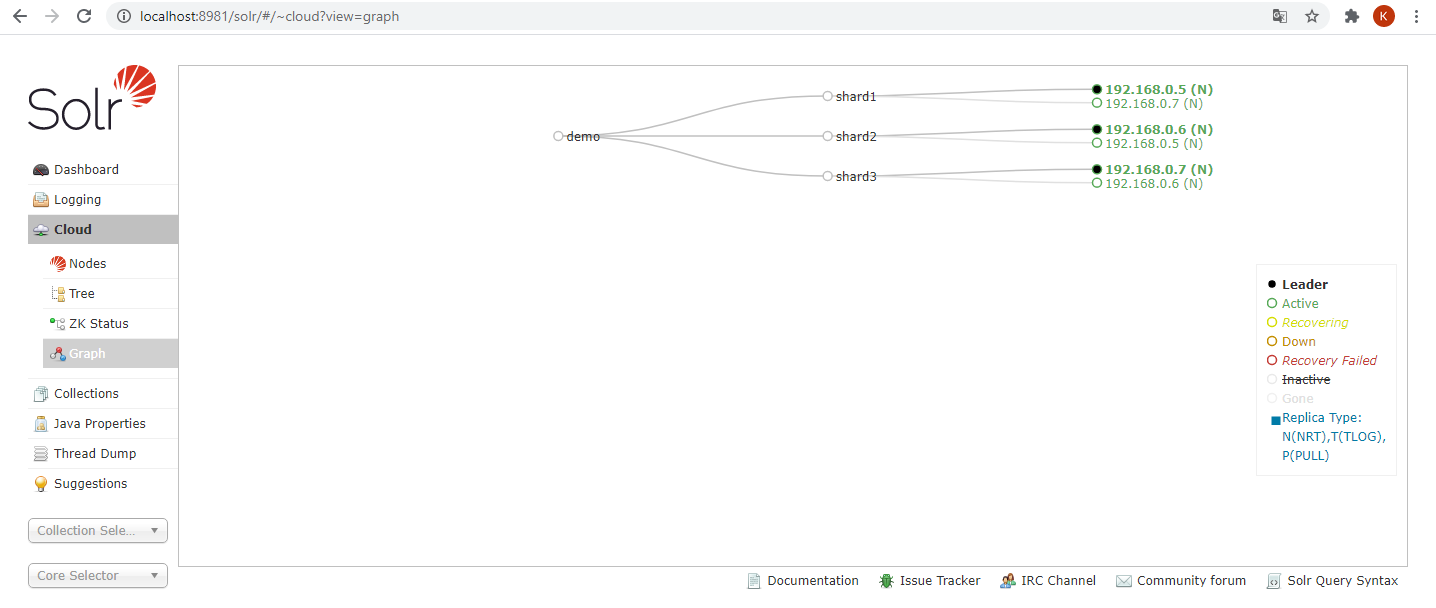 localhost:8981/solr/#/~cloud?view=graph
K
Solr
Dashboard
Logging
Cloud
Nodes
Tree
ZK Status
Graph
Collections
Java Properties
Thread Dump
Suggestions
Collection Sele...
Core Selector
demo
shard1
shard2
shard3
192.168.0.5 (N)
192.168.0.7 (N)
192.168.0.6 (N)
192.168.0.5 (N)
192.168.0.7 (N)
192.168.0.6 (N)
Leader
Active
Recovering
Down
Recovery Failed
Inactive
Gone
Replica Type:
N(NRT),T(TLOG),
P(PULL)
Documentation Issue Tracker IRC Channel Community forum Solr Query Syntax